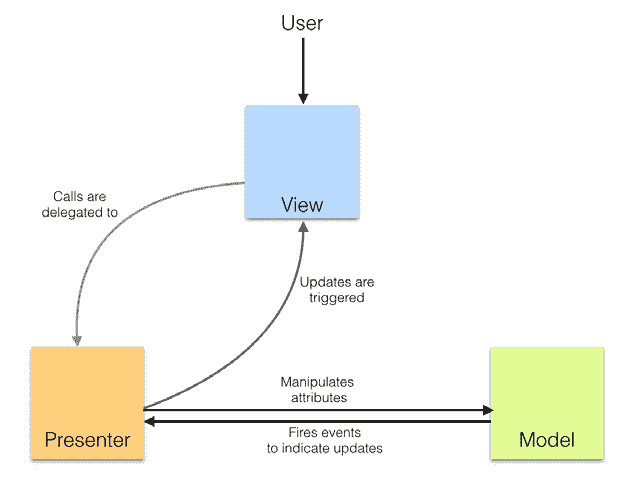 User
View
Calls are
delegated to
Updates are
triggered
Presenter
Manipulates
attributes
Fires events
to indicate updates
Model